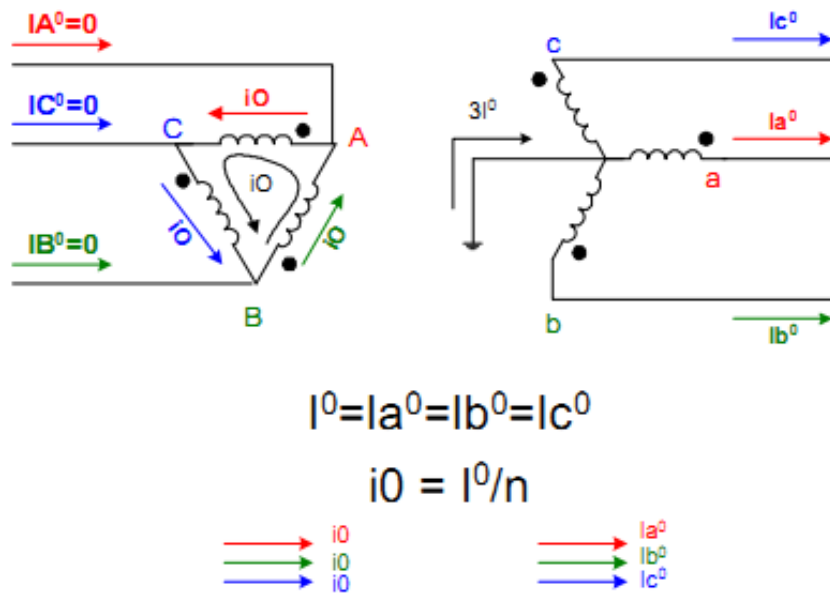 IA⁰=0
IC⁰=0
IB⁰=0
iO
C
A
iO
iO
iO
B
c
Ic⁰
3I⁰
Ia⁰
a
b
Ib⁰
I⁰=Ia⁰=Ib⁰=Ic⁰
i0 = I⁰/n
i0
i0
i0
Ia⁰
Ib⁰
Ic⁰